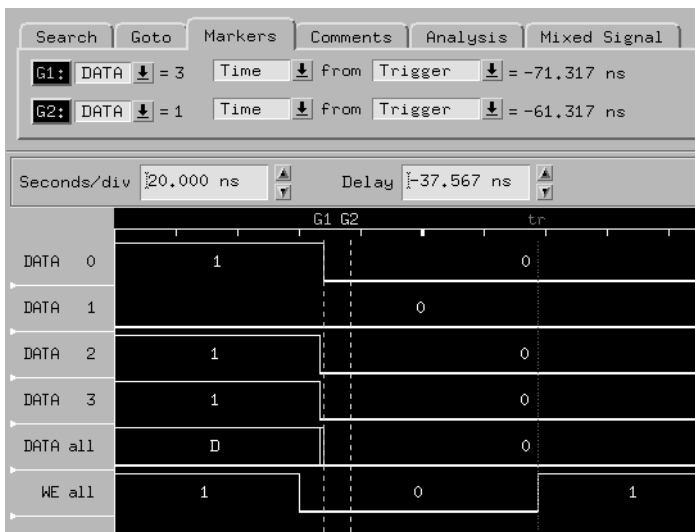 Search Goto Markers Comments Analysis Mixed Signal
G1: DATA = 3 Time from Trigger = -71.317 ns
G2: DATA = 1 Time from Trigger = -61.317 ns
Seconds/div 20.000 ns Delay -37.567 ns
G1 G2 tr
DATA 0 1 0
DATA 1 0
DATA 2 1 0
DATA 3 1 0
DATA all D 0
WE all 1 0 1